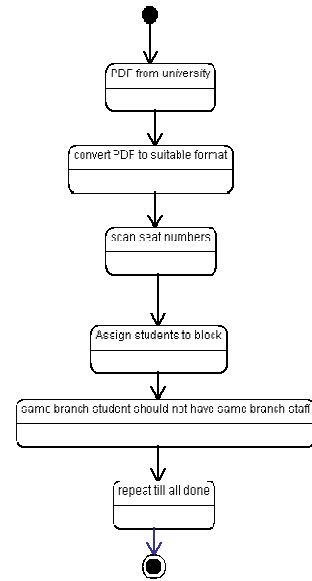 PDF from university
convert PDF to suitable format
scan seat numbers
Assign students to block
same branch student should not have same branch staff
repeat till all done